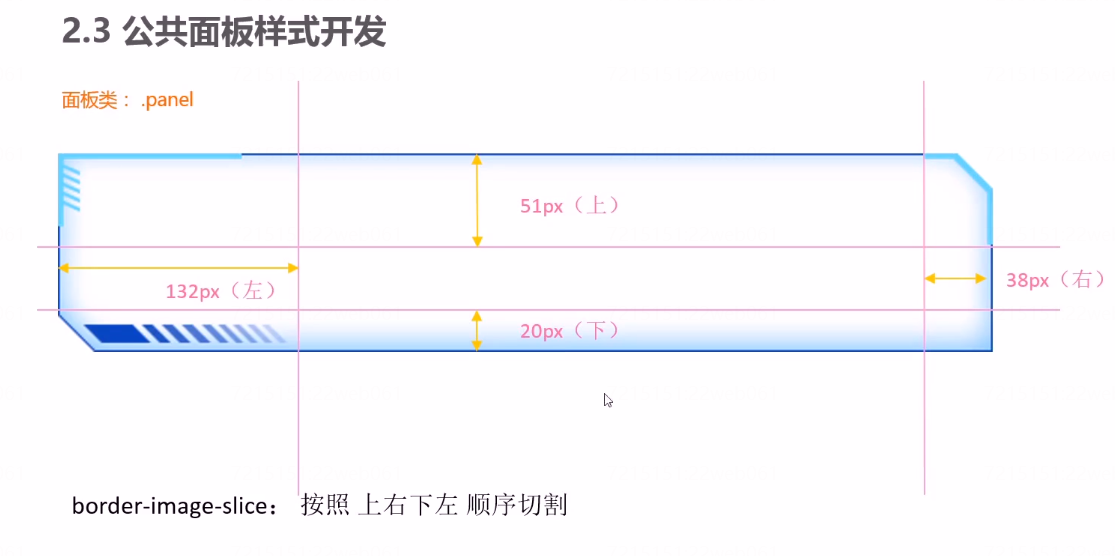 2.3 公共面板样式开发
面板类： .panel
51px（上）
132px（左）
38px（右）
20px（下）
border-image-slice： 按照 上右下左 顺序切割